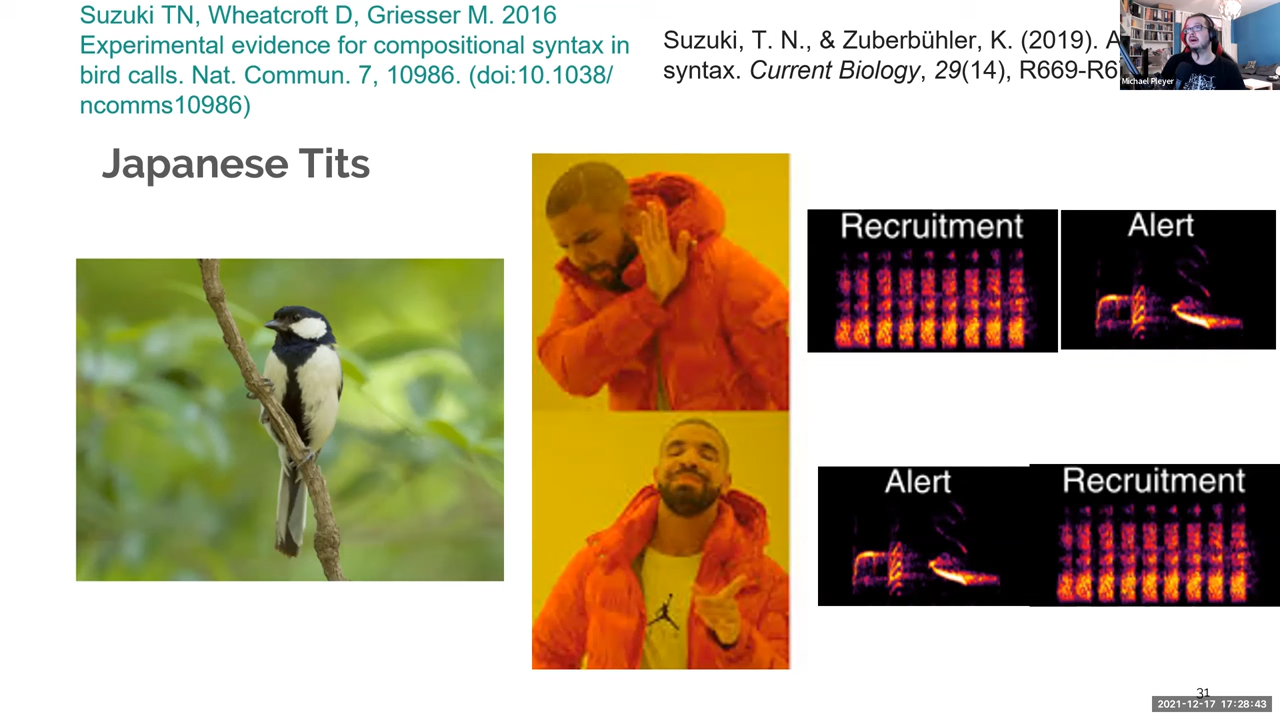 Suzuki TN, Wheatcroft D, Griesser M. 2016
Experimental evidence for compositional syntax in
bird calls. Nat. Commun. 7, 10986. (doi:10.1038/
ncomms10986)
Suzuki, T. N., & Zuberbühler, K. (2019). A
syntax. Current Biology, 29(14), R669-R6
Michael Pleyer
Japanese Tits
Recruitment
Alert
Alert
Recruitment
31
2021-12-17 17:28:43